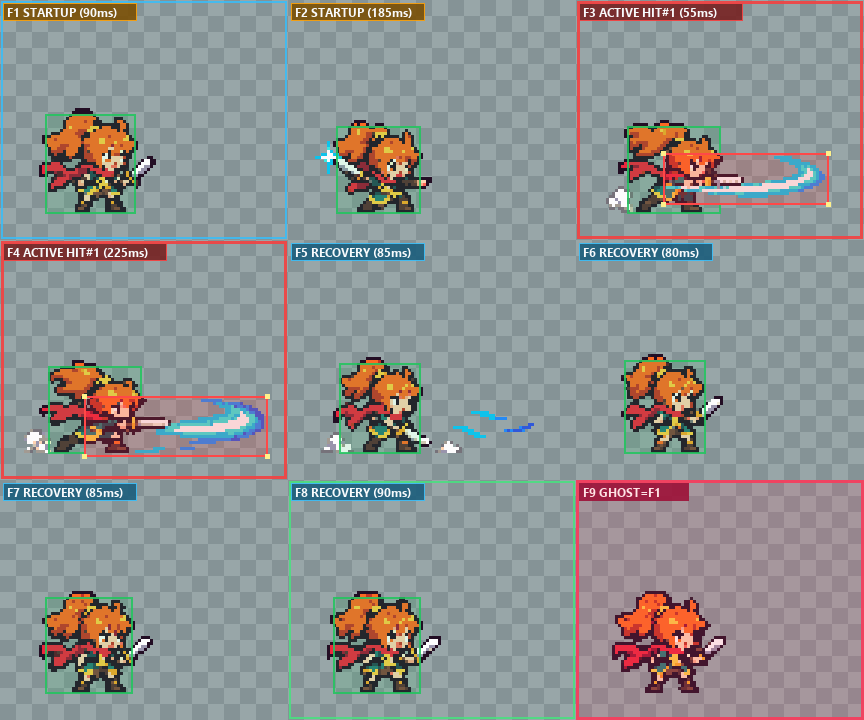 F1 STARTUP (90ms)
F2 STARTUP (185ms)
F3 ACTIVE HIT#1 (55ms)
F4 ACTIVE HIT#1 (225ms)
F5 RECOVERY (85ms)
F6 RECOVERY (80ms)
F7 RECOVERY (85ms)
F8 RECOVERY (90ms)
F9 GHOST=F1